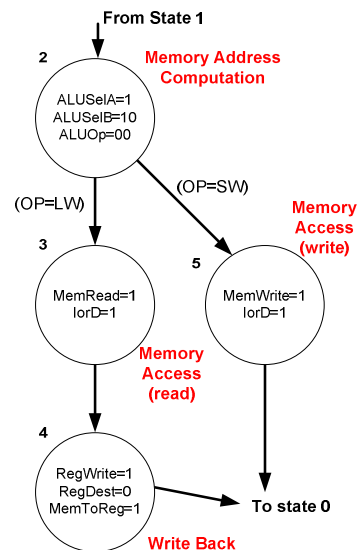 From State 1
2
Memory Address
Computation
ALUSelA=1
ALUSelB=10
ALUOp=00
(OP=LW)
(OP=SW)
3
Memory
Access
(write)
5
MemRead=1
IorD=1
MemWrite=1
IorD=1
Memory
Access
(read)
4
RegWrite=1
RegDest=0
MemToReg=1
To state 0
Write Back